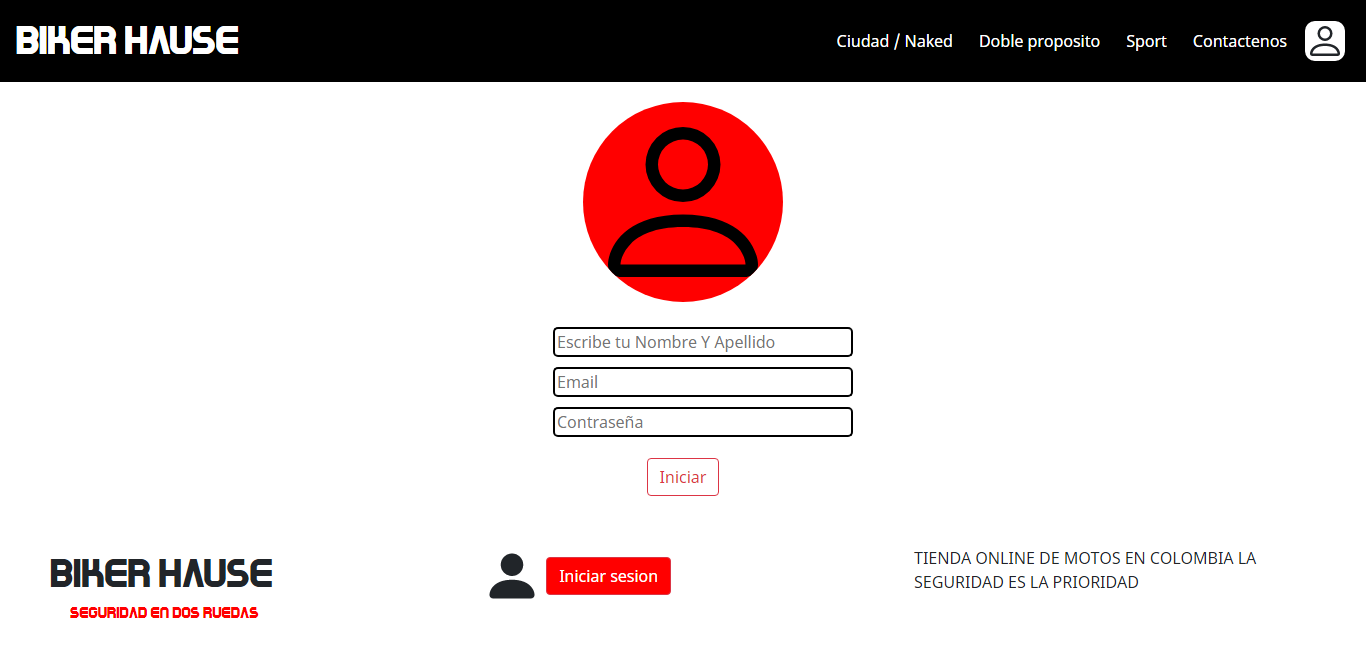 BIKER HAUSE
Ciudad / Naked
Doble proposito
Sport
Contactenos
Escribe tu Nombre Y Apellido
Email
Contraseña
Iniciar
BIKER HAUSE
SEGURIDAD EN DOS RUEDAS
Iniciar sesion
TIENDA ONLINE DE MOTOS EN COLOMBIA LA
SEGURIDAD ES LA PRIORIDAD